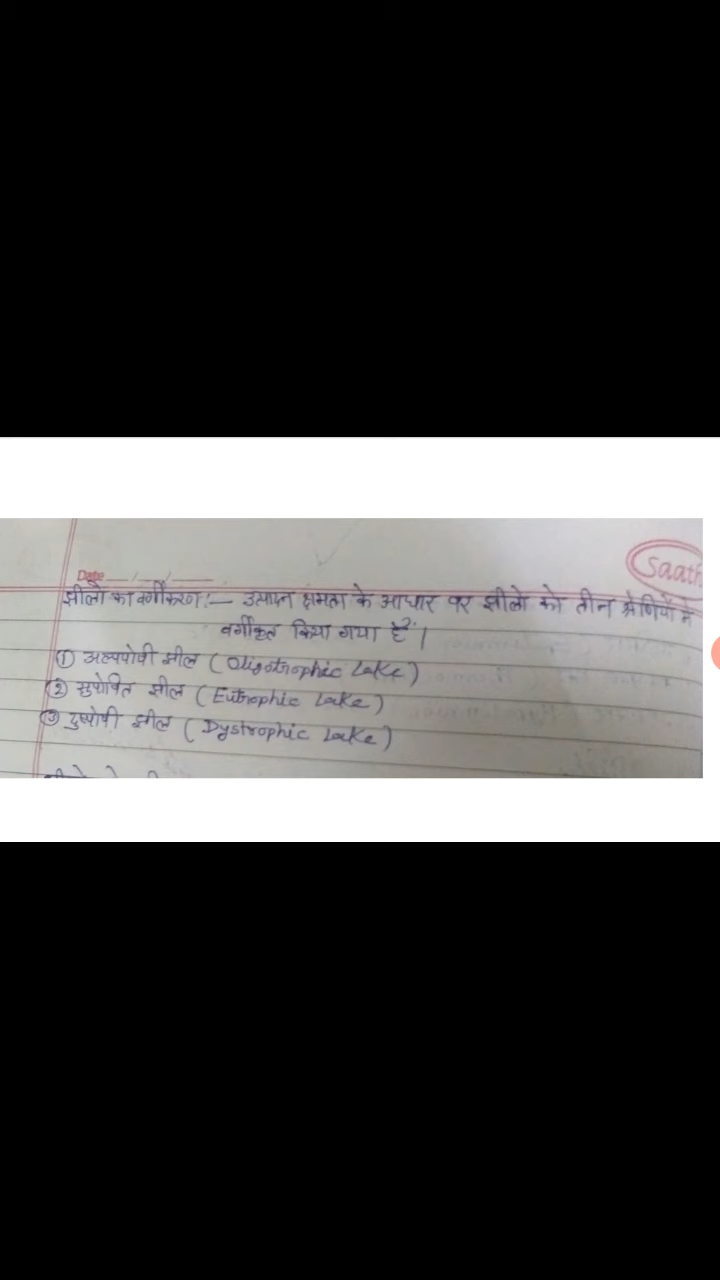 Saath
Date
झीलो का वर्गीकरण :— उत्पादन क्षमता के आधार पर झीलो को तीन श्रेणियों में
वर्गीकृत किया गया है।
① अल्पपोषी झील (Oligotrophic Lake)
② सुपोषित झील (Eutrophic Lake)
③ दुष्पोषी झील (Dystrophic Lake)